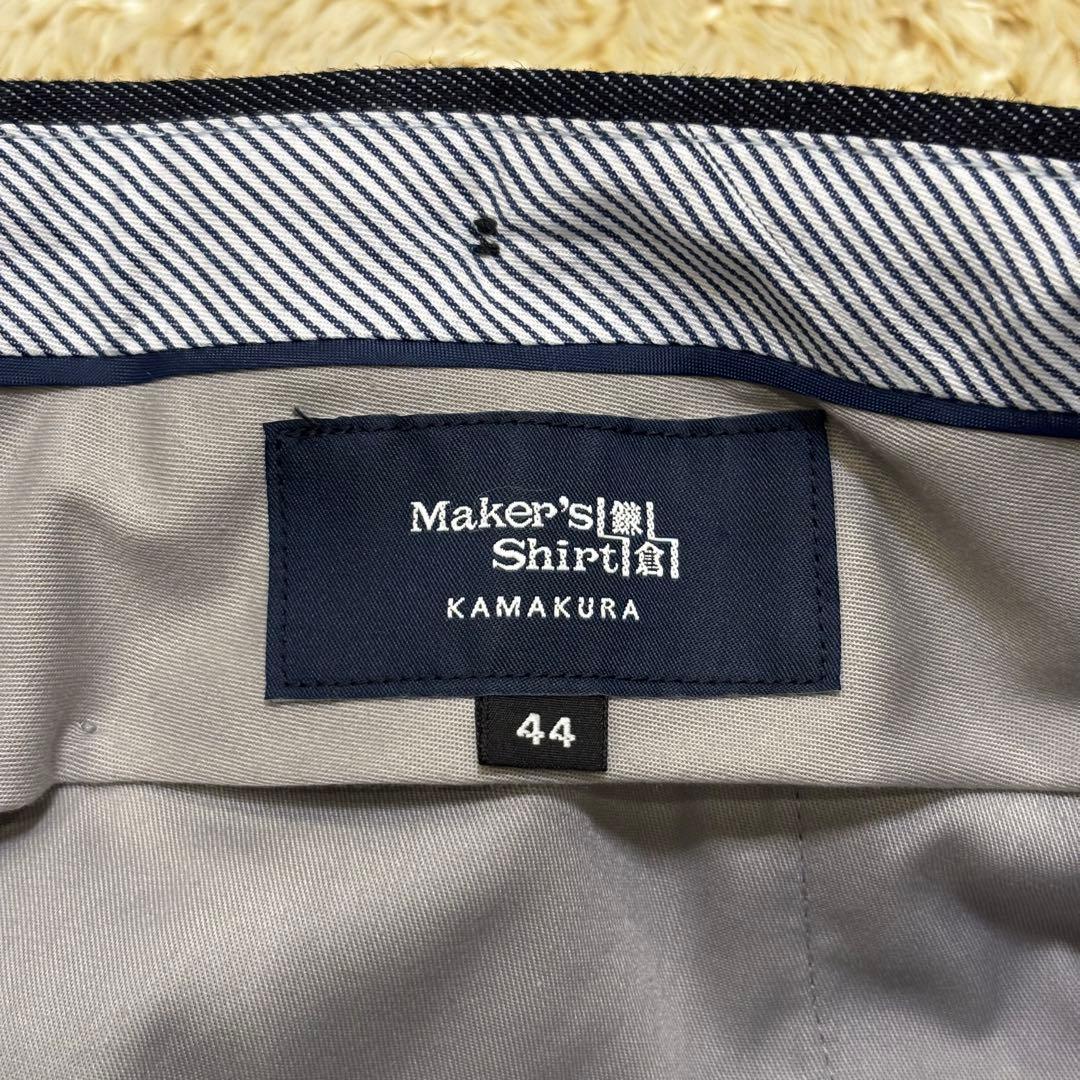 Maker's 鎌
Shirt 倉
KAMAKURA
44